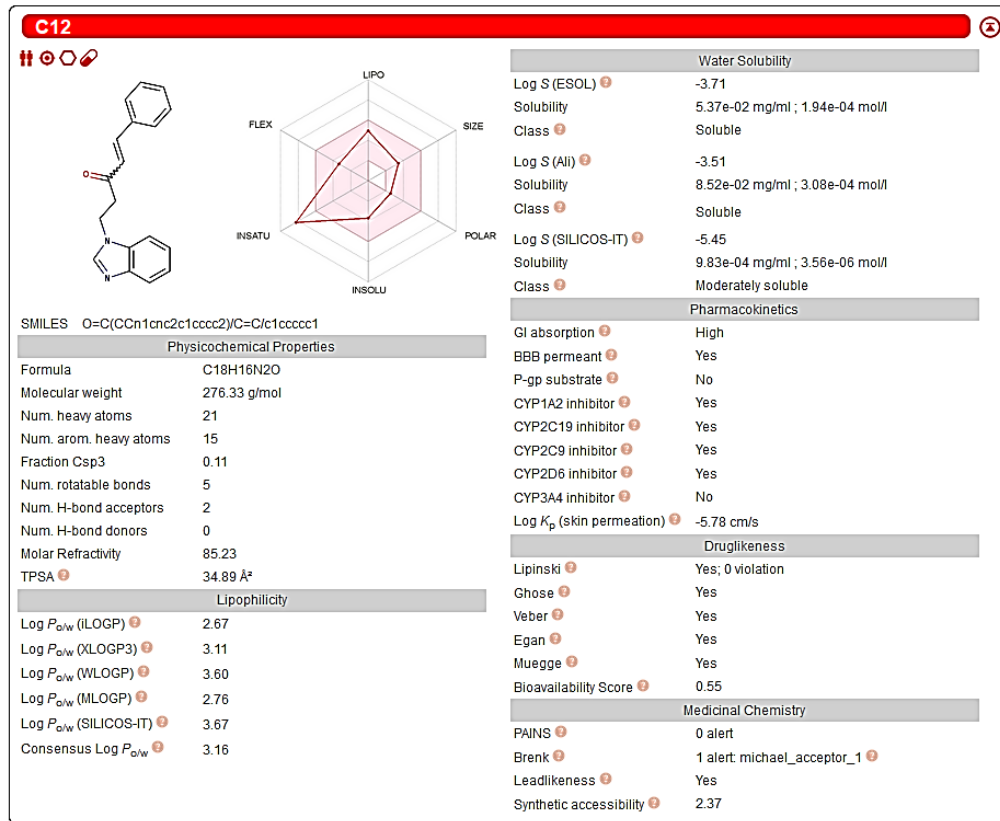 C12
O
N
N
LIPO
FLEX
SIZE
INSATU
POLAR
INSOLU
SMILES O=C(CCn1cnc2c1cccc2)/C=C/c1ccccc1
Physicochemical Properties
Formula C18H16N2O
Molecular weight 276.33 g/mol
Num. heavy atoms 21
Num. arom. heavy atoms 15
Fraction Csp3 0.11
Num. rotatable bonds 5
Num. H-bond acceptors 2
Num. H-bond donors 0
Molar Refractivity 85.23
TPSA ? 34.89 Å²
Lipophilicity
Log Po/w (iLOGP) ? 2.67
Log Po/w (XLOGP3) ? 3.11
Log Po/w (WLOGP) ? 3.60
Log Po/w (MLOGP) ? 2.76
Log Po/w (SILICOS-IT) ? 3.67
Consensus Log Po/w ? 3.16
Water Solubility
Log S (ESOL) ? -3.71
Solubility 5.37e-02 mg/ml ; 1.94e-04 mol/l
Class ? Soluble
Log S (Ali) ? -3.51
Solubility 8.52e-02 mg/ml ; 3.08e-04 mol/l
Class ? Soluble
Log S (SILICOS-IT) ? -5.45
Solubility 9.83e-04 mg/ml ; 3.56e-06 mol/l
Class ? Moderately soluble
Pharmacokinetics
GI absorption ? High
BBB permeant ? Yes
P-gp substrate ? No
CYP1A2 inhibitor ? Yes
CYP2C19 inhibitor ? Yes
CYP2C9 inhibitor ? Yes
CYP2D6 inhibitor ? Yes
CYP3A4 inhibitor ? No
Log Kp (skin permeation) ? -5.78 cm/s
Druglikeness
Lipinski ? Yes; 0 violation
Ghose ? Yes
Veber ? Yes
Egan ? Yes
Muegge ? Yes
Bioavailability Score ? 0.55
Medicinal Chemistry
PAINS ? 0 alert
Brenk ? 1 alert: michael_acceptor_1 ?
Leadlikeness ? Yes
Synthetic accessibility ? 2.37